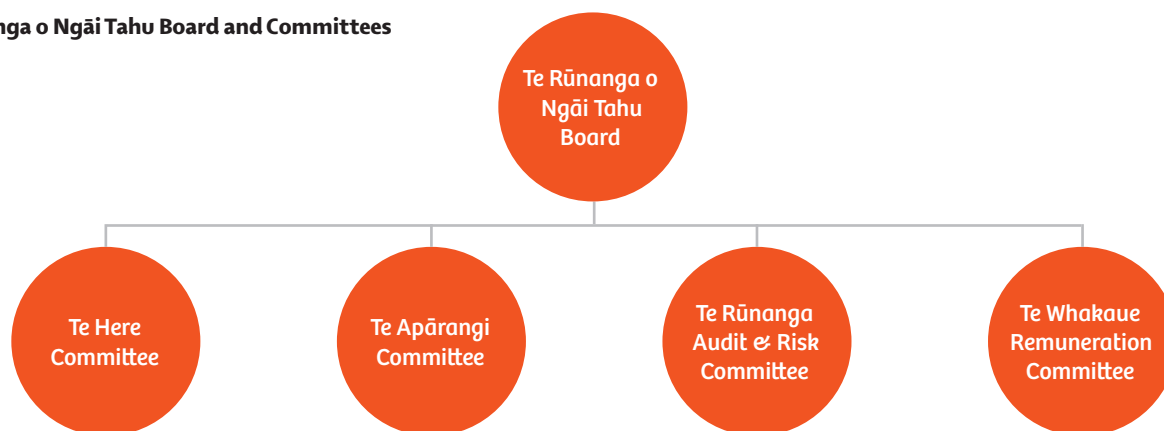 nga o Ngāi Tahu Board and Committees
Te Rūnanga o
Ngāi Tahu
Board
Te Here
Committee
Te Apārangi
Committee
Te Rūnanga
Audit & Risk
Committee
Te Whakaue
Remuneration
Committee